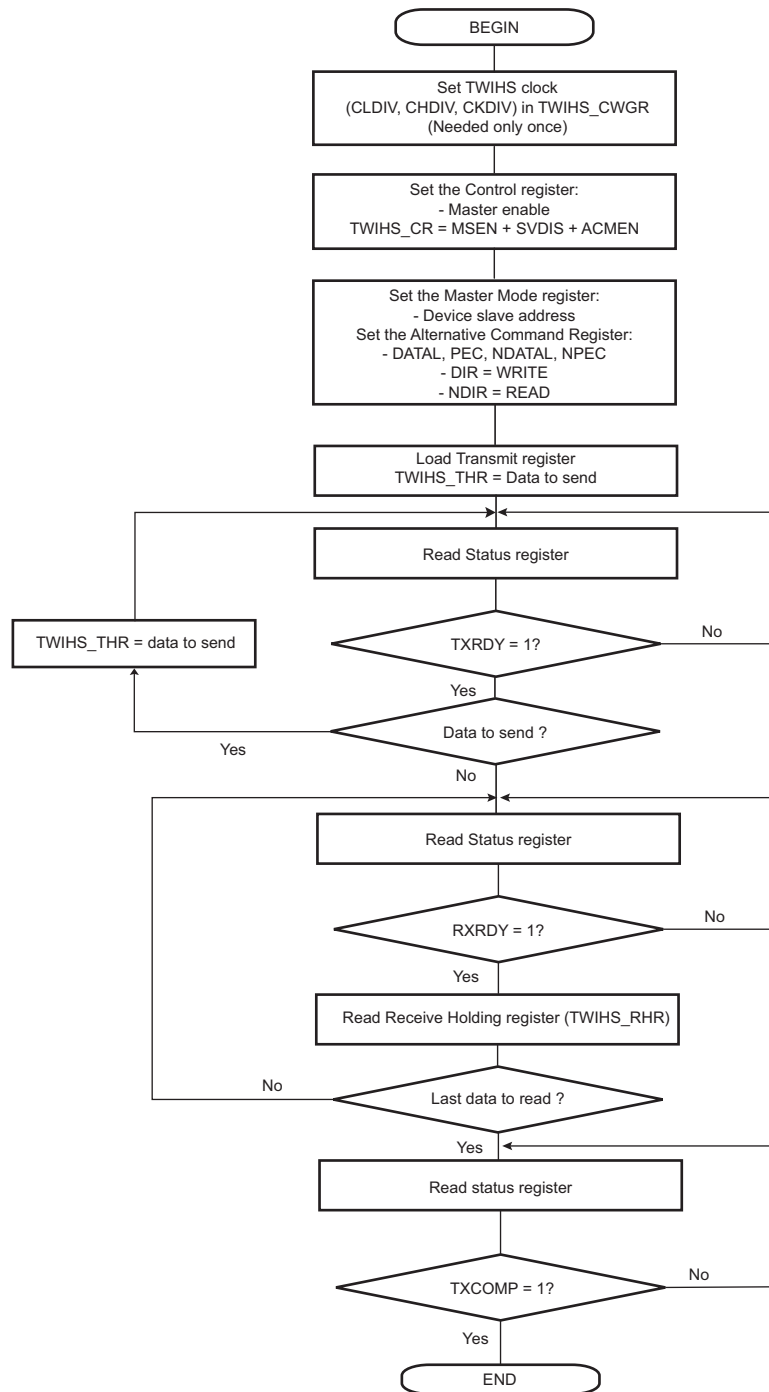 BEGIN
Set TWIHS clock
(CLDIV, CHDIV, CKDIV) in TWIHS_CWGR
(Needed only once)
Set the Control register:
- Master enable
TWIHS_CR = MSEN + SVDIS + ACMEN
Set the Master Mode register:
- Device slave address
Set the Alternative Command Register:
- DATAL, PEC, NDATAL, NPEC
- DIR = WRITE
- NDIR = READ
Load Transmit register
TWIHS_THR = Data to send
Read Status register
TWIHS_THR = data to send
TXRDY = 1?
No
Yes
Data to send ?
Yes
No
Read Status register
RXRDY = 1?
No
Yes
Read Receive Holding register (TWIHS_RHR)
No
Last data to read ?
Yes
Read status register
TXCOMP = 1?
No
Yes
END